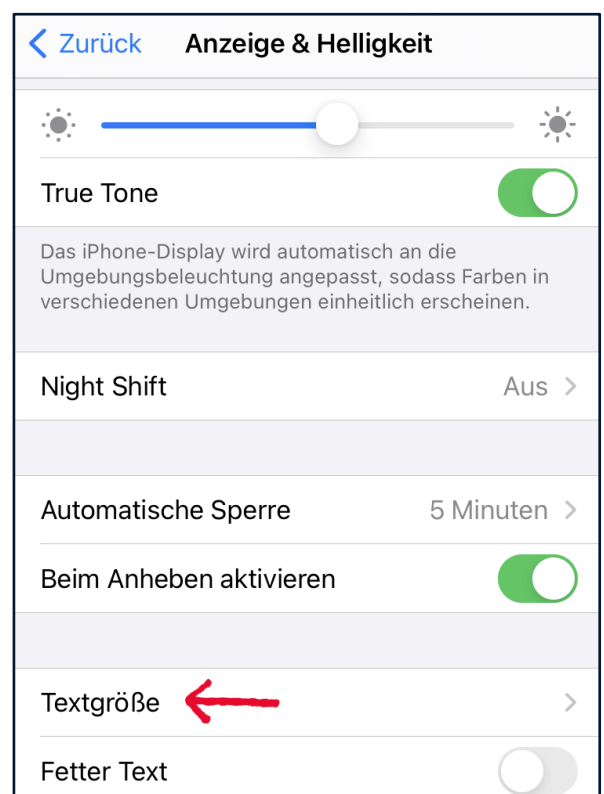 Zurück Anzeige & Helligkeit
True Tone
Das iPhone-Display wird automatisch an die
Umgebungsbeleuchtung angepasst, sodass Farben in
verschiedenen Umgebungen einheitlich erscheinen.
Night Shift Aus
Automatische Sperre 5 Minuten
Beim Anheben aktivieren
Textgröße
Fetter Text